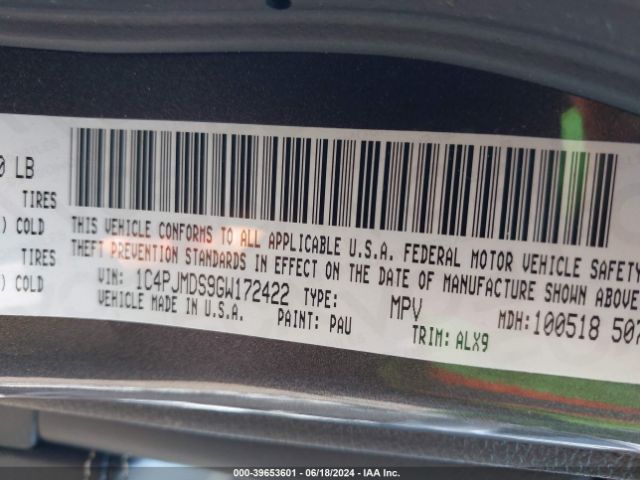 0 LB
TIRES
) COLD
TIRES
) COLD
THIS VEHICLE CONFORMS TO ALL APPLICABLE U.S.A. FEDERAL MOTOR VEHICLE SAFETY
THEFT PREVENTION STANDARDS IN EFFECT ON THE DATE OF MANUFACTURE SHOWN ABOVE
VIN: 1C4PJMDS9GW172422 TYPE: MPV MDH:100518 507
VEHICLE MADE IN U.S.A. PAINT: PAU TRIM: ALX9
000-39653601 - 06/18/2024 - IAA Inc.